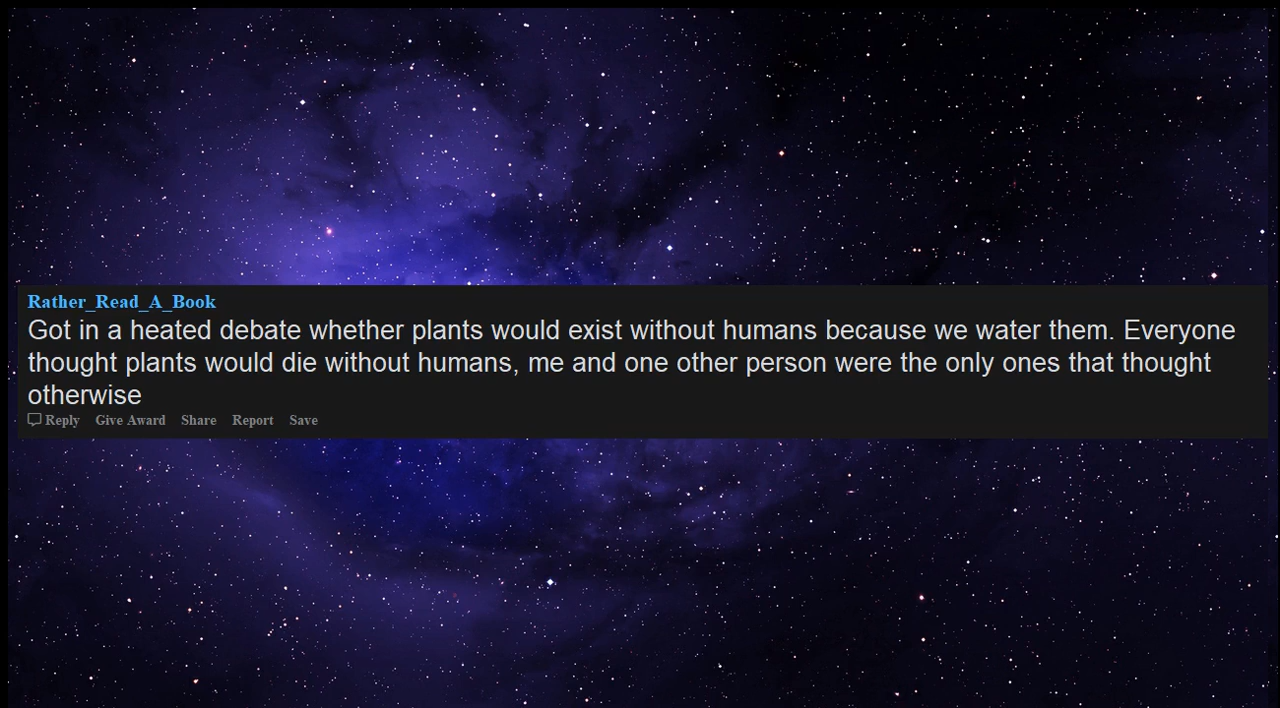 Rather_Read_A_Book
Got in a heated debate whether plants would exist without humans because we water them. Everyone
thought plants would die without humans, me and one other person were the only ones that thought
otherwise
Reply Give Award Share Report Save